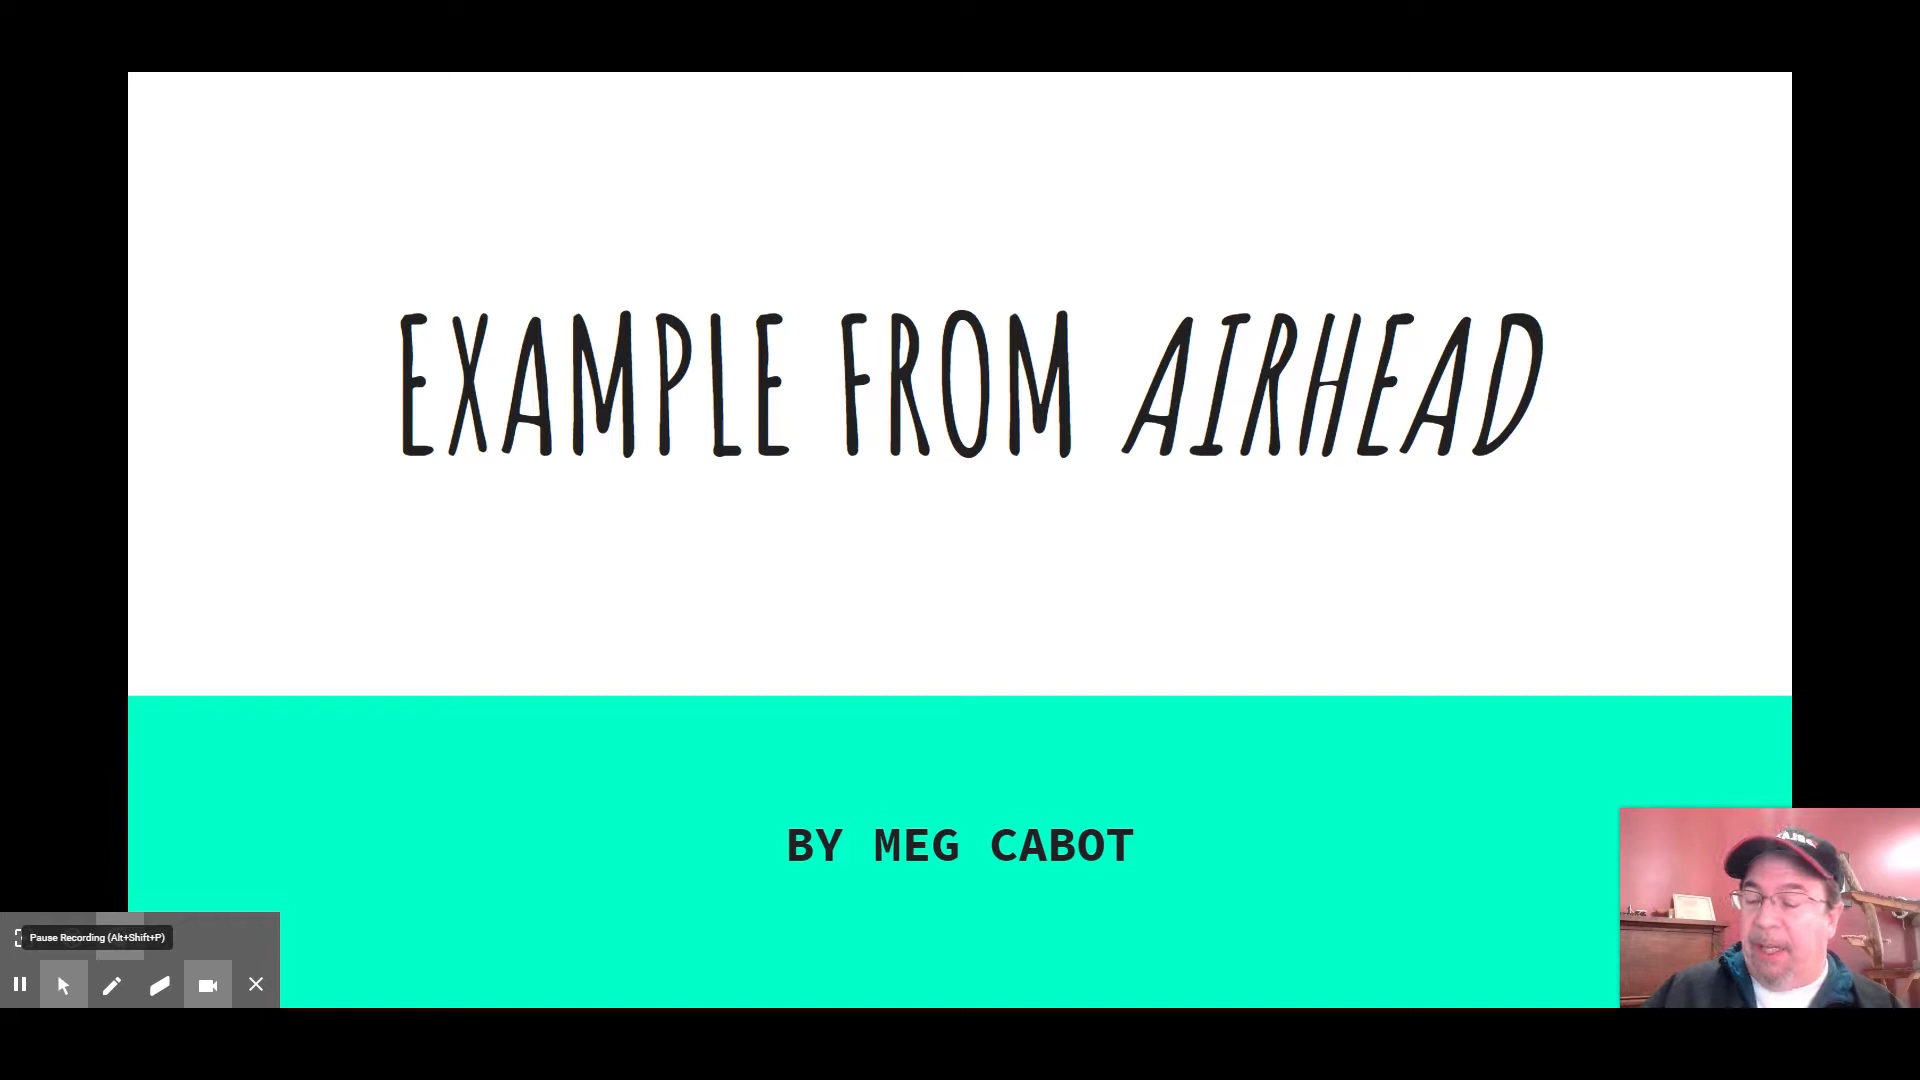 EXAMPLE FROM AIRHEAD
BY MEG CABOT
Pause Recording (Alt+Shift+P)